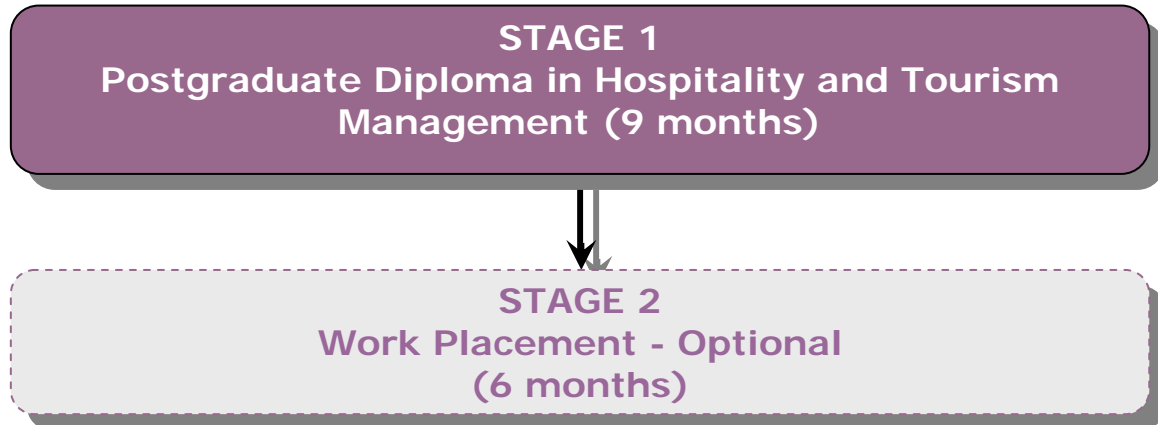 STAGE 1
Postgraduate Diploma in Hospitality and Tourism
Management (9 months)
STAGE 2
Work Placement - Optional
(6 months)